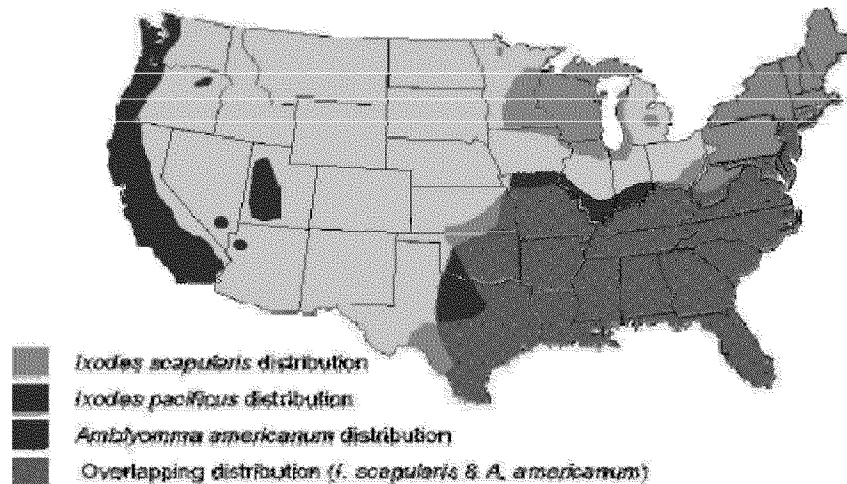 Ixodes scapularis distribution
Ixodes pacificus distribution
Amblyomma americanum distribution
Overlapping distribution (I. scapularis & A. americanum)